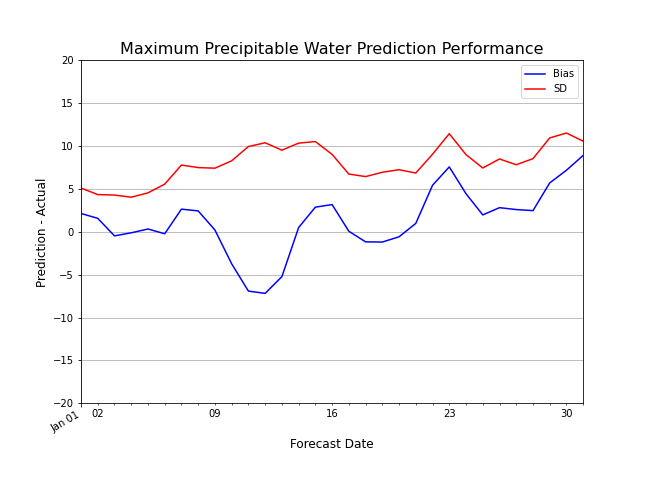 Maximum Precipitable Water Prediction Performance
Bias
SD
20
15
10
5
0
−5
−10
−15
−20
Prediction - Actual
Jan 01
02
09
16
23
30
Forecast Date